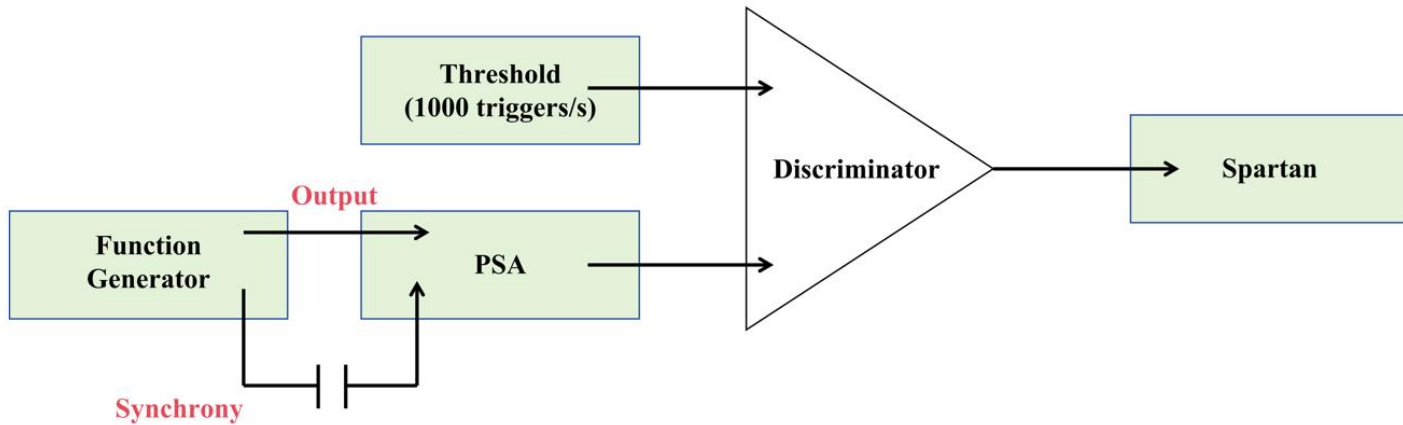 Threshold
(1000 triggers/s)
Discriminator
Spartan
Output
Function
Generator
PSA
Synchrony